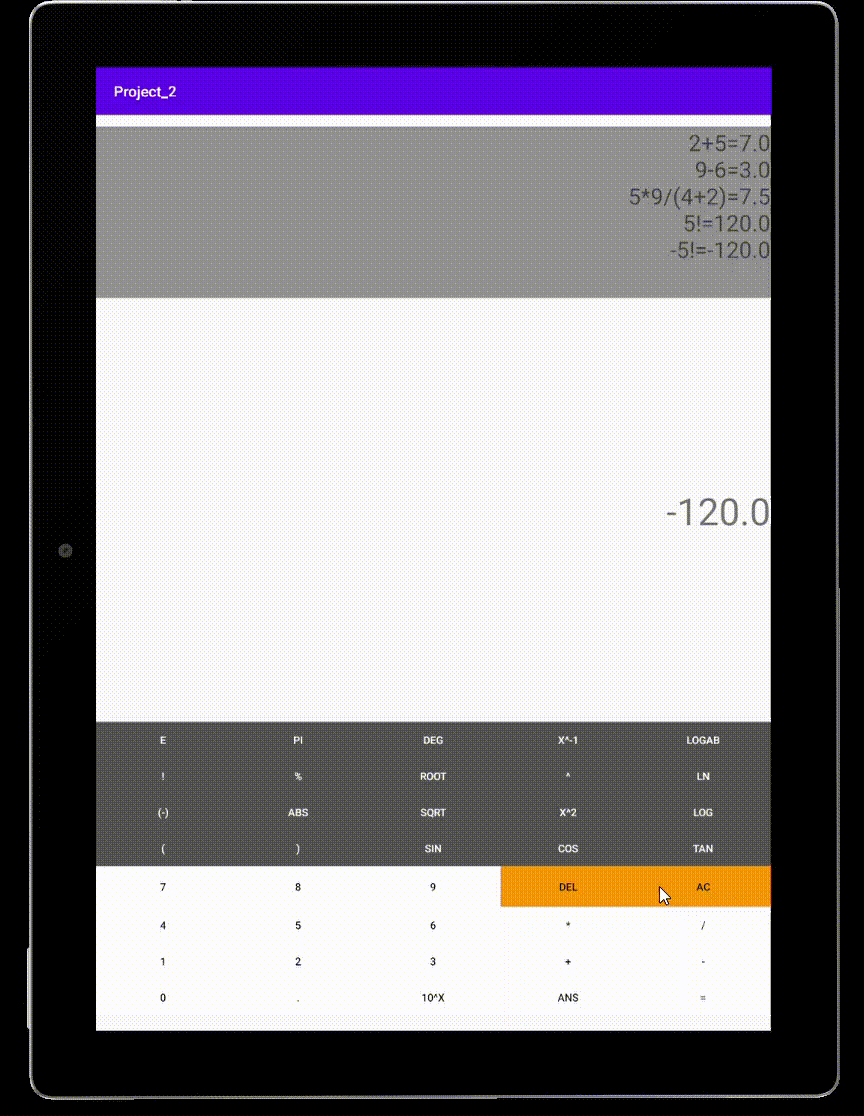 Project_2
2+5=7.0
9-6=3.0
5*9/(4+2)=7.5
5!=120.0
-5!=-120.0
-120.0
E PI DEG X^-1 LOGAB
! % ROOT ^ LN
(-) ABS SQRT X^2 LOG
( ) SIN COS TAN
7 8 9 DEL AC
4 5 6 * /
1 2 3 + -
0 . 10^X ANS =